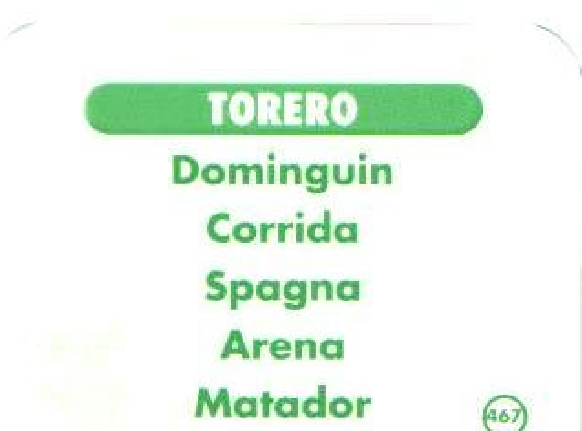 TORERO
Dominguin
Corrida
Spagna
Arena
Matador
467